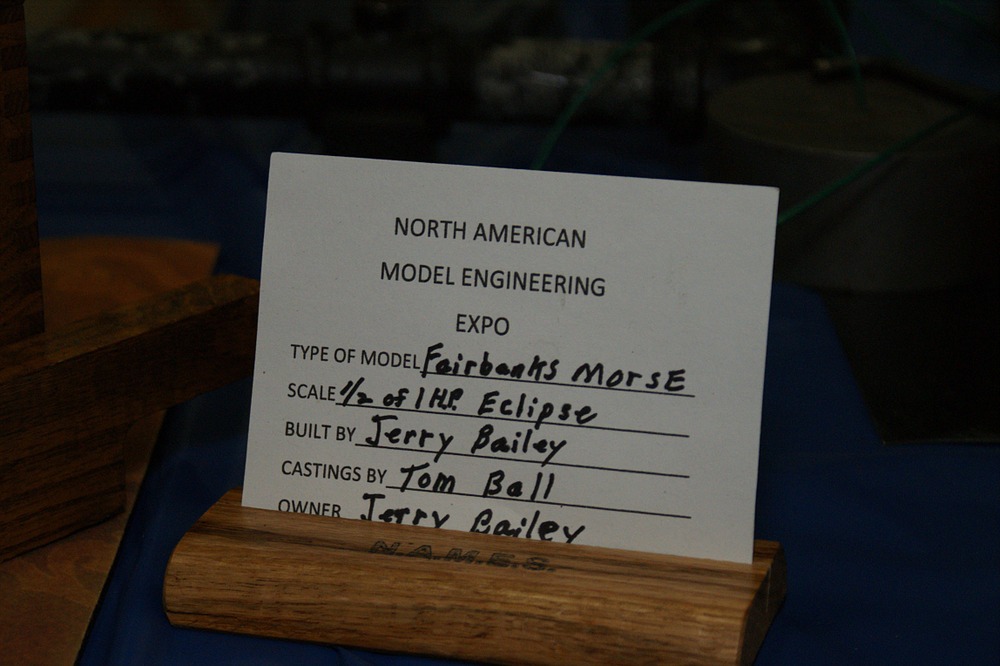 NORTH AMERICAN
MODEL ENGINEERING
EXPO
TYPE OF MODEL Fairbanks MorsE
SCALE 1/2 of 1 H.P. Eclipse
BUILT BY Jerry Bailey
CASTINGS BY Tom Ball
OWNER Jerry Bailey
N.A.M.E.S.